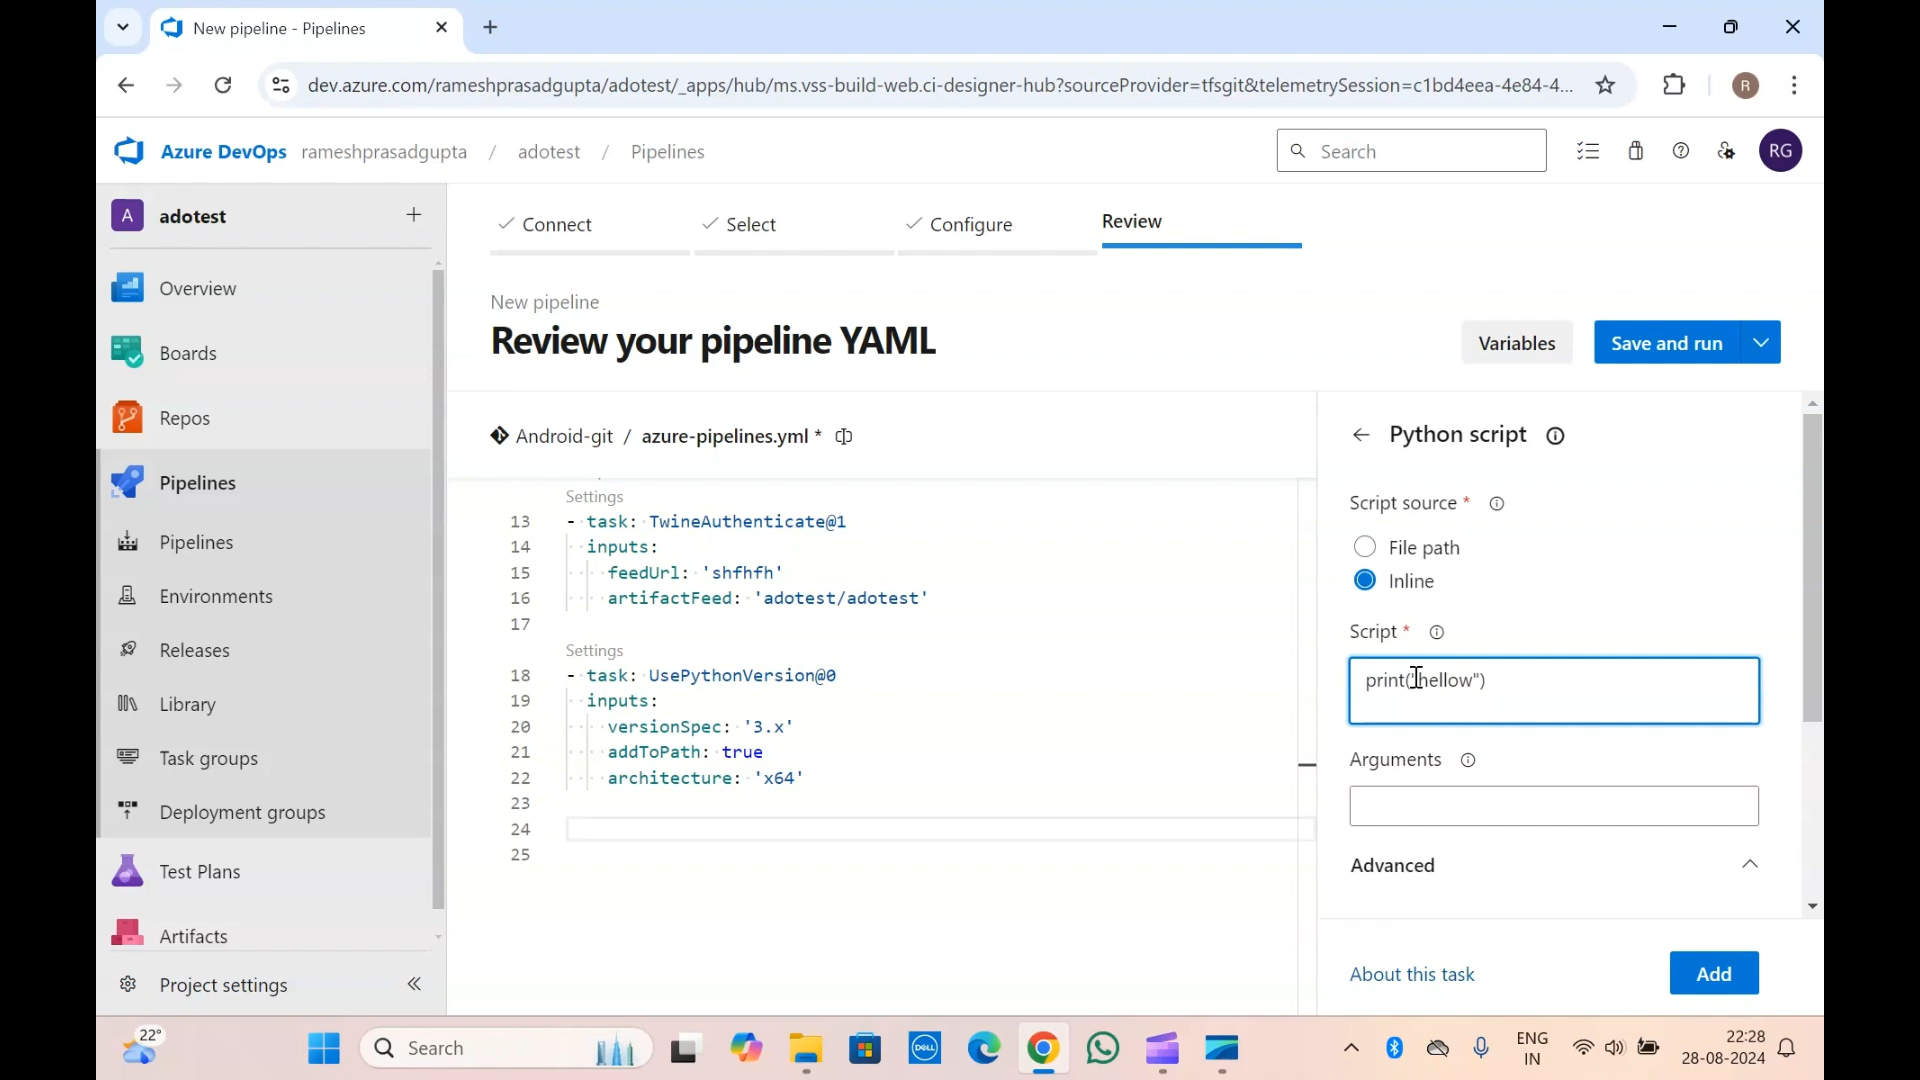 New pipeline - Pipelines
dev.azure.com/rameshprasadgupta/adotest/_apps/hub/ms.vss-build-web.ci-designer-hub?sourceProvider=tfsgit&telemetrySession=c1bd4eea-4e84-4...
R
Azure DevOps rameshprasadgupta / adotest / Pipelines
Search
RG
A adotest
Overview
Boards
Repos
Pipelines
Pipelines
Environments
Releases
Library
Task groups
Deployment groups
Test Plans
Artifacts
Project settings
Connect
Select
Configure
Review
New pipeline
Review your pipeline YAML
Variables
Save and run
Android-git / azure-pipelines.yml *
Settings
13 - task: TwineAuthenticate@1
14 inputs:
15 feedUrl: 'shfhfh'
16 artifactFeed: 'adotest/adotest'
17
Settings
18 - task: UsePythonVersion@0
19 inputs:
20 versionSpec: '3.x'
21 addToPath: true
22 architecture: 'x64'
23
24
25
Python script
Script source *
File path
Inline
Script *
print("hellow")
Arguments
Advanced
About this task
Add
22°
Search
DELL
ENG
IN
22:28
28-08-2024